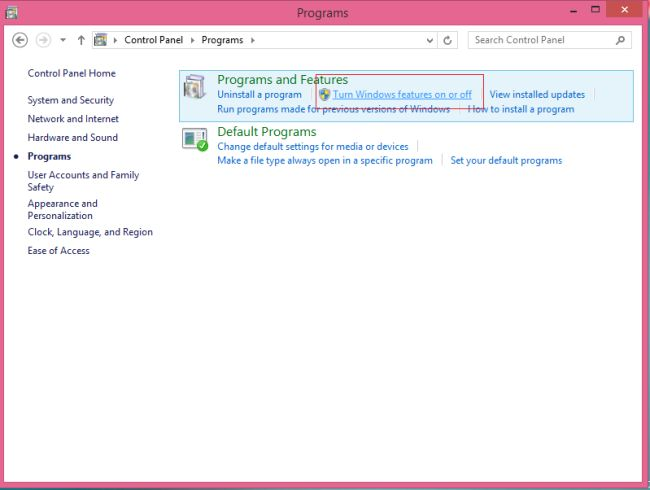 Programs
Control Panel Programs
Search Control Panel
Control Panel Home
System and Security
Network and Internet
Hardware and Sound
Programs
User Accounts and Family
Safety
Appearance and
Personalization
Clock, Language, and Region
Ease of Access
Programs and Features
Uninstall a program Turn Windows features on or off View installed updates
Run programs made for previous versions of Windows How to install a program
Default Programs
Change default settings for media or devices
Make a file type always open in a specific program Set your default programs